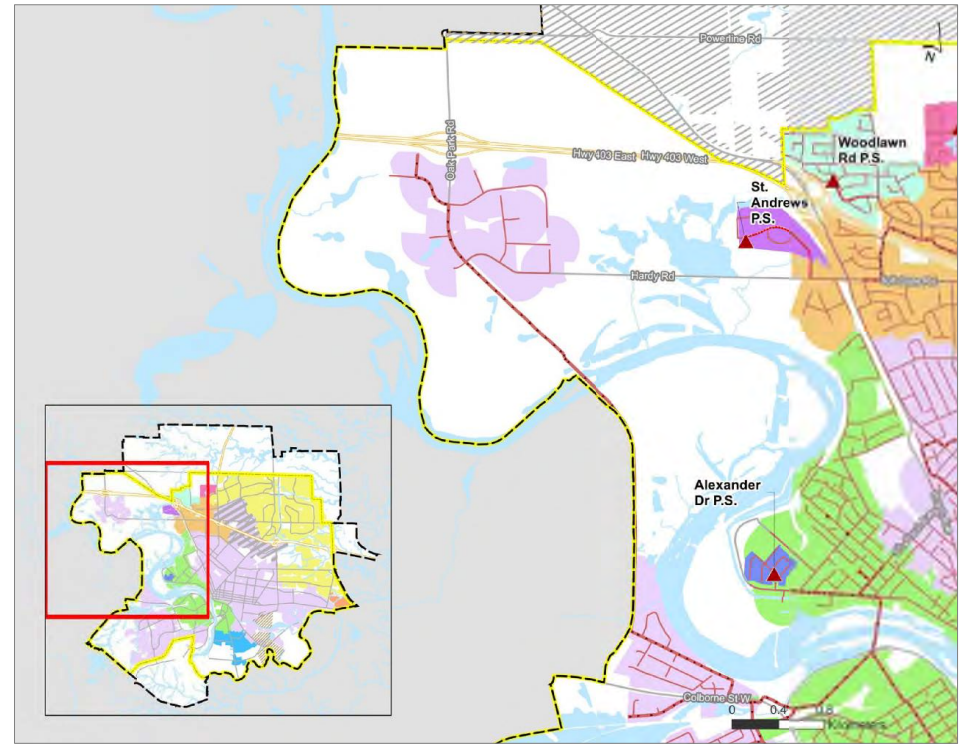 Powerline Rd
N
Oak Park Rd
Hwy 403 East
Hwy 403 West
Woodlawn
Rd P.S.
St.
Andrews
P.S.
Hardy Rd
Alexander
Dr P.S.
Colborne St W
0 0.4 0.8
Kilometers